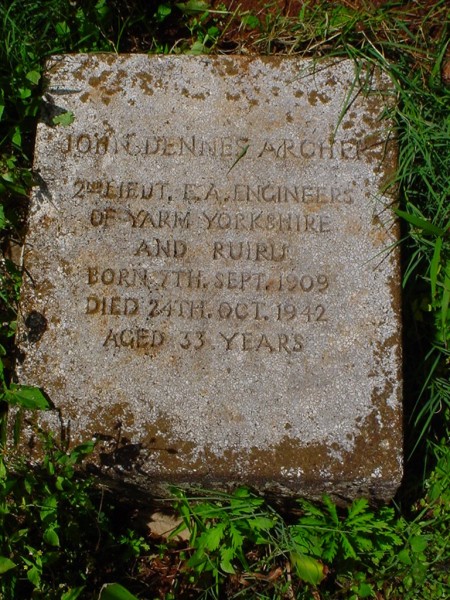 JOHN DENNES ARCHER
2ND LIEUT. E.A. ENGINEERS
OF YARM YORKSHIRE
AND RUIRU
BORN 7TH. SEPT. 1909
DIED 24TH. OCT. 1942
AGED 33 YEARS